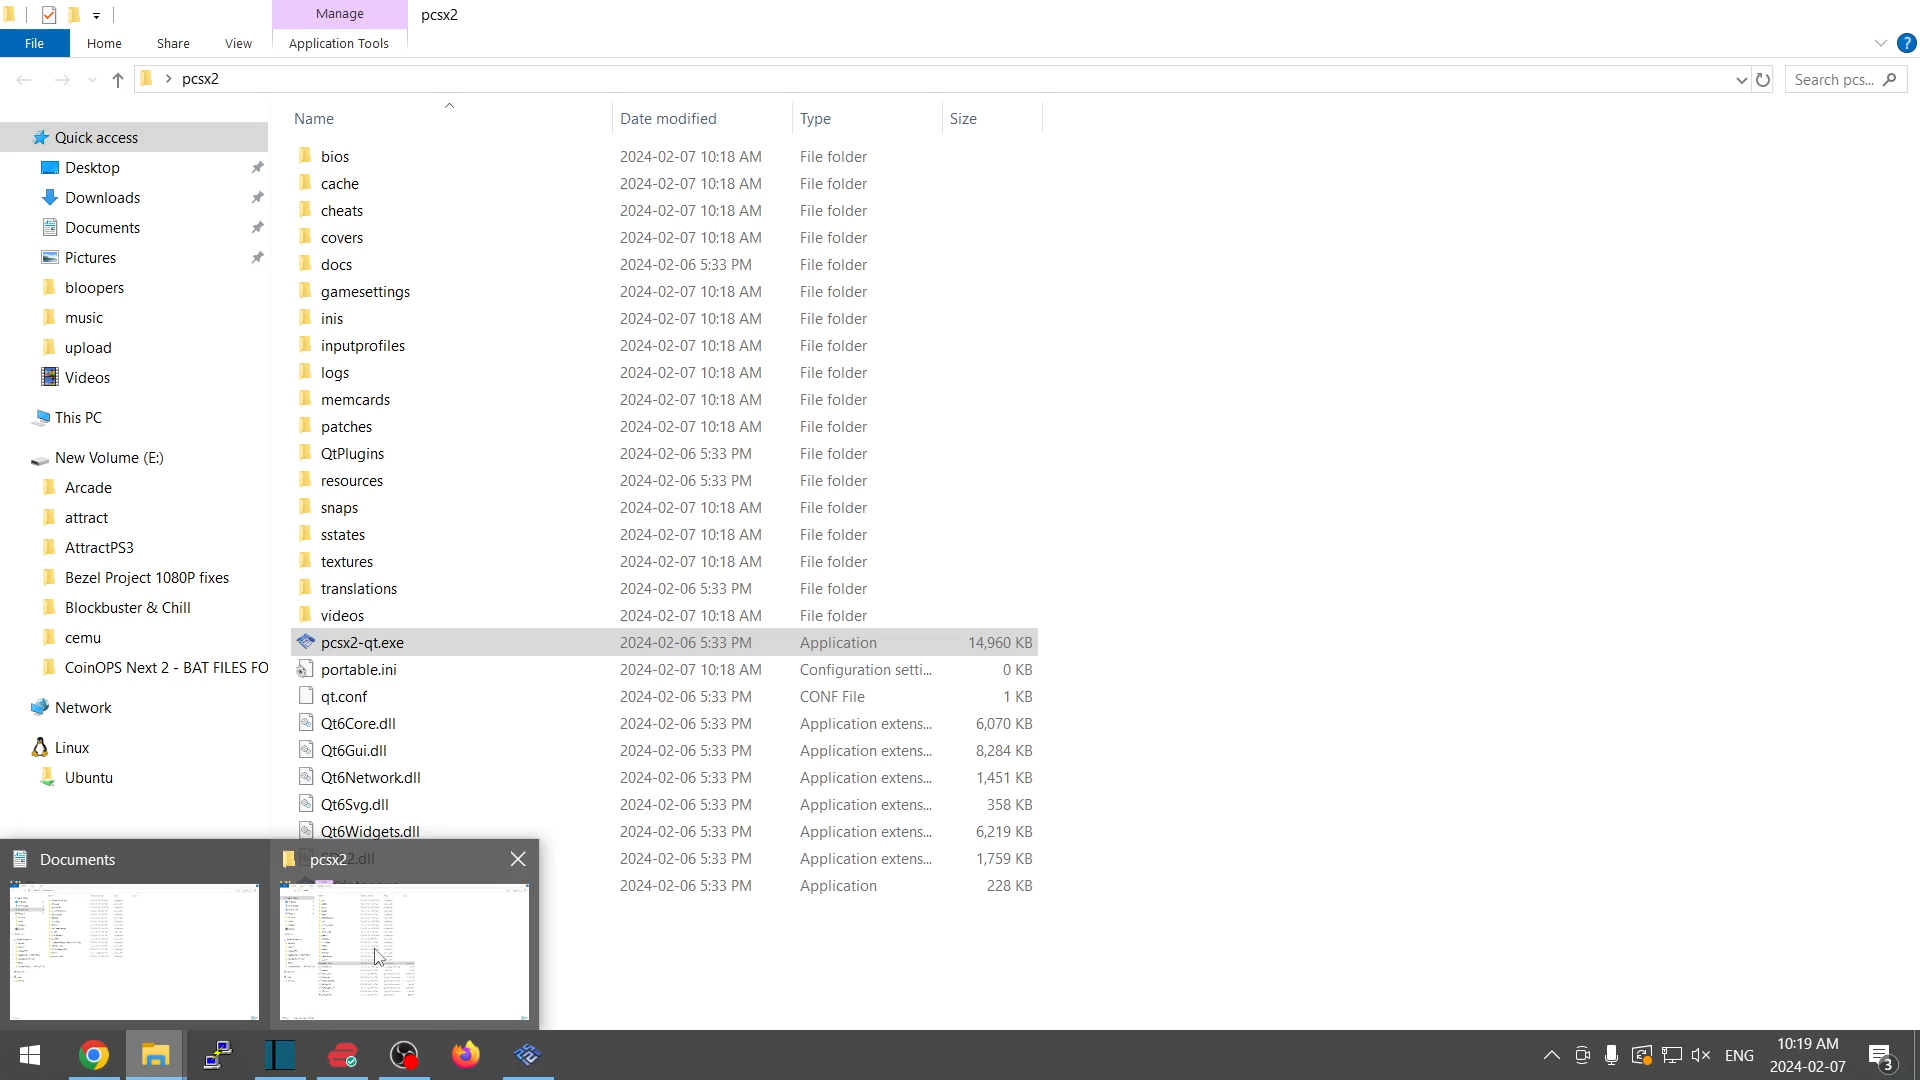 Manage
pcsx2
File
Home
Share
View
Application Tools
pcsx2
Search pcs...
Name
Date modified
Type
Size
Quick access
Desktop
Downloads
Documents
Pictures
bloopers
music
upload
Videos
This PC
New Volume (E:)
Arcade
attract
AttractPS3
Bezel Project 1080P fixes
Blockbuster & Chill
cemu
CoinOPS Next 2 - BAT FILES FO
Network
Linux
Ubuntu
bios 2024-02-07 10:18 AM File folder
cache 2024-02-07 10:18 AM File folder
cheats 2024-02-07 10:18 AM File folder
covers 2024-02-07 10:18 AM File folder
docs 2024-02-06 5:33 PM File folder
gamesettings 2024-02-07 10:18 AM File folder
inis 2024-02-07 10:18 AM File folder
inputprofiles 2024-02-07 10:18 AM File folder
logs 2024-02-07 10:18 AM File folder
memcards 2024-02-07 10:18 AM File folder
patches 2024-02-07 10:18 AM File folder
QtPlugins 2024-02-06 5:33 PM File folder
resources 2024-02-06 5:33 PM File folder
snaps 2024-02-07 10:18 AM File folder
sstates 2024-02-07 10:18 AM File folder
textures 2024-02-07 10:18 AM File folder
translations 2024-02-06 5:33 PM File folder
videos 2024-02-07 10:18 AM File folder
pcsx2-qt.exe 2024-02-06 5:33 PM Application 14,960 KB
portable.ini 2024-02-07 10:18 AM Configuration setti... 0 KB
qt.conf 2024-02-06 5:33 PM CONF File 1 KB
Qt6Core.dll 2024-02-06 5:33 PM Application extens... 6,070 KB
Qt6Gui.dll 2024-02-06 5:33 PM Application extens... 8,284 KB
Qt6Network.dll 2024-02-06 5:33 PM Application extens... 1,451 KB
Qt6Svg.dll 2024-02-06 5:33 PM Application extens... 358 KB
Qt6Widgets.dll 2024-02-06 5:33 PM Application extens... 6,219 KB
2024-02-06 5:33 PM Application extens... 1,759 KB
2024-02-06 5:33 PM Application 228 KB
Documents
pcsx2
ENG
10:19 AM
2024-02-07
3